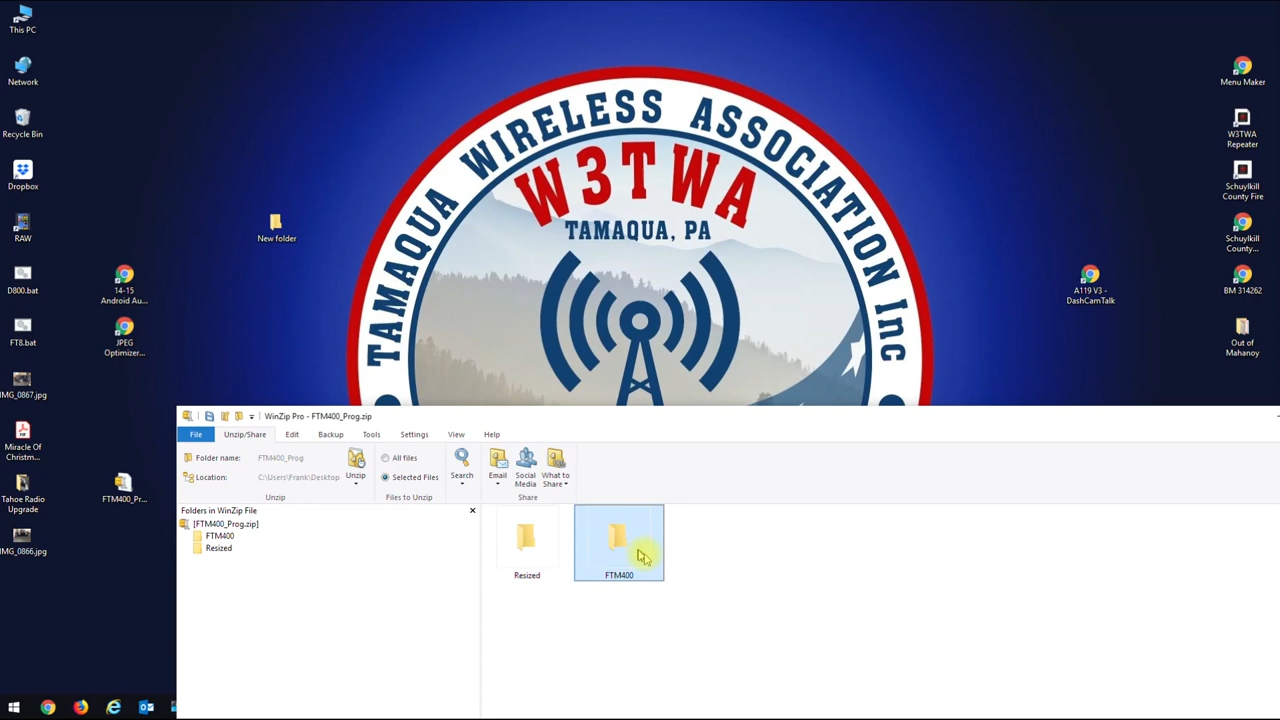 This PC
Network
Recycle Bin
Dropbox
RAW
D800.bat
FT8.bat
IMG_0867.jpg
Miracle Of
Christm...
Tahoe Radio
Upgrade
IMG_0866.jpg
14-15
Android Au...
JPEG
Optimizer...
FTM400_Pr...
New folder
TAMAQUA WIRELESS ASSOCIATION Inc
W3TWA
TAMAQUA, PA
A119 V3 -
DashCamTalk
Menu Maker
W3TWA
Repeater
Schuylkill
County Fire
Schuylkill
County...
BM 314262
Out of
Mahanoy
WinZip Pro - FTM400_Prog.zip
File Unzip/Share Edit Backup Tools Settings View Help
Folder name: FTM400_Prog
Location: C:\Users\Frank\Desktop
Unzip
All files
Selected Files
Search
Email
Social
Media
What to
Share
Unzip Files to Unzip Share
Folders in WinZip File
[FTM400_Prog.zip]
FTM400
Resized
Resized
FTM400